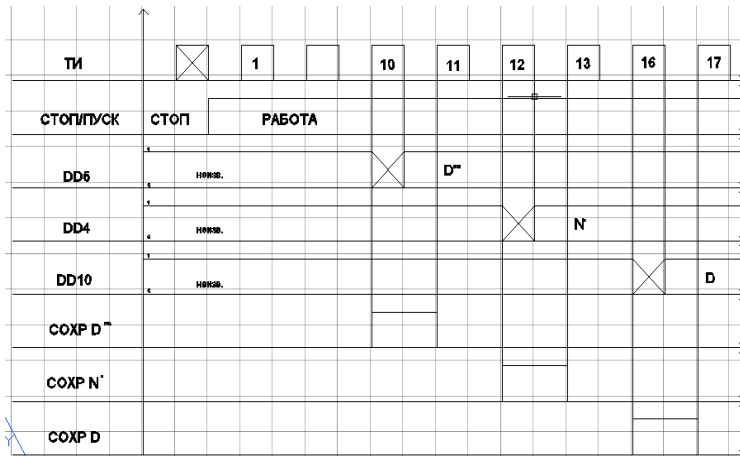 ТИ 1 10 11 12 13 16 17
СТОП/ПУСК СТОП РАБОТА
DD6 неизв. D'''
DD4 неизв. N'
DD10 неизв. D
СОХР D'''
СОХР N'
СОХР D